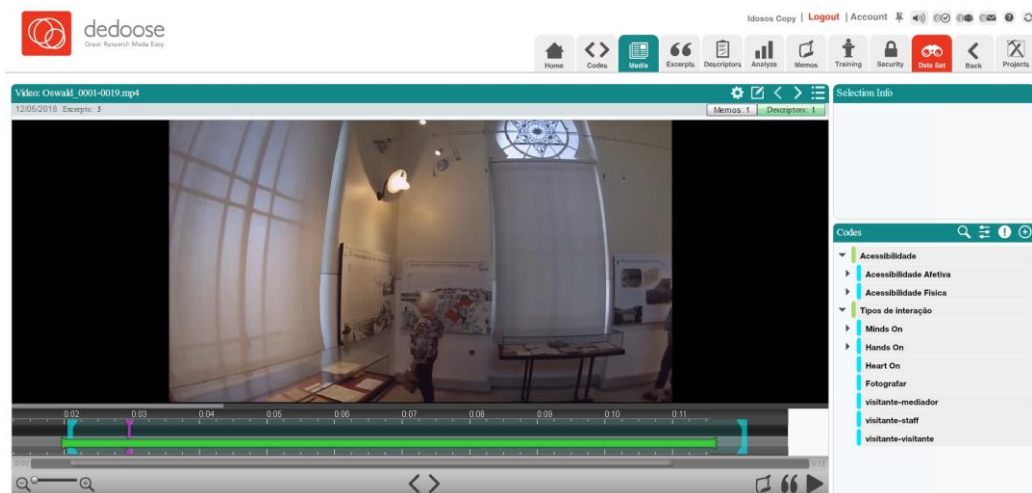 dedoose
Great Research Made Easy
Idosos Copy | Logout | Account
Home
Codes
Media
Excerpts
Descriptors
Analyze
Memos
Training
Security
Data Set
Back
Projects
Video: Oswald_0001-0019.mp4
12/05/2018 Excerpts: 3
Memos: 1
Descriptors: 1
0:02 0:03 0:04 0:05 0:06 0:07 0:08 0:09 0:10 0:11
0:00
0:11
Selection Info
Codes
Acessibilidade
Acessibilidade Afetiva
Acessibilidade Física
Tipos de interação
Minds On
Hands On
Heart On
Fotografar
visitante-mediador
visitante-staff
visitante-visitante